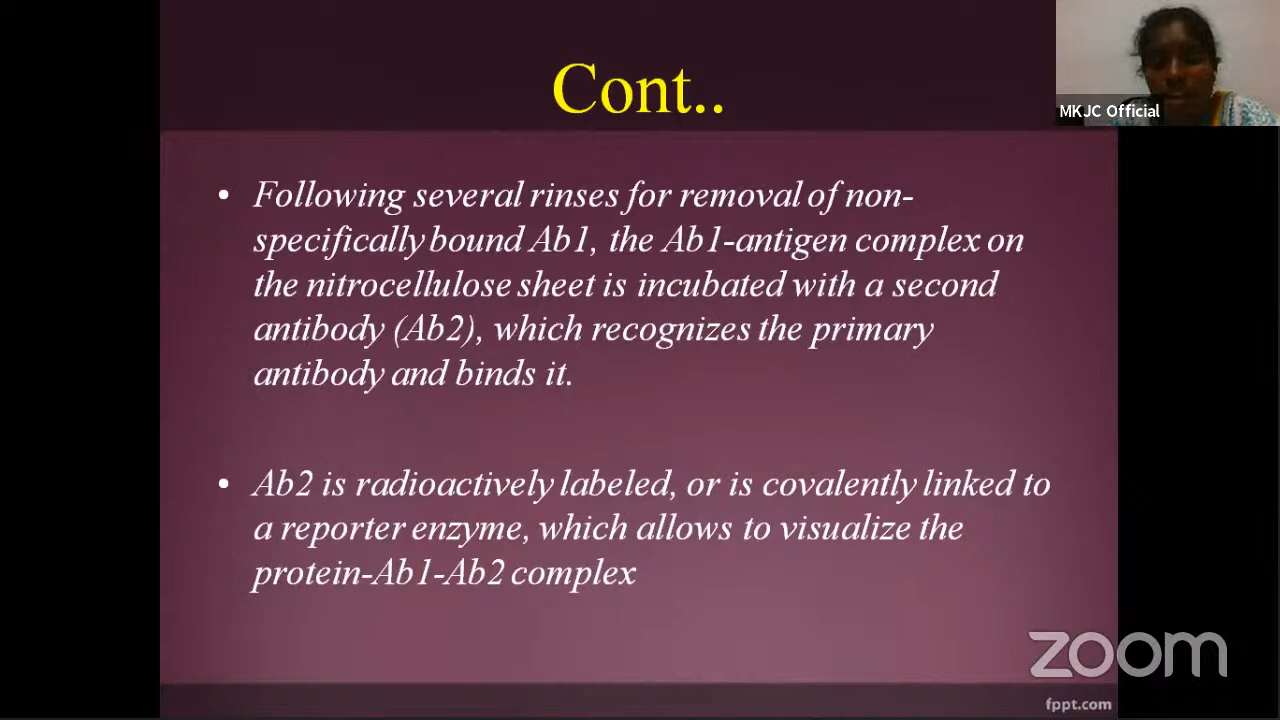 Cont..
MKJC Official
• Following several rinses for removal of non-
specifically bound Ab1, the Ab1-antigen complex on
the nitrocellulose sheet is incubated with a second
antibody (Ab2), which recognizes the primary
antibody and binds it.
• Ab2 is radioactively labeled, or is covalently linked to
a reporter enzyme, which allows to visualize the
protein-Ab1-Ab2 complex
zoom
fppt.com